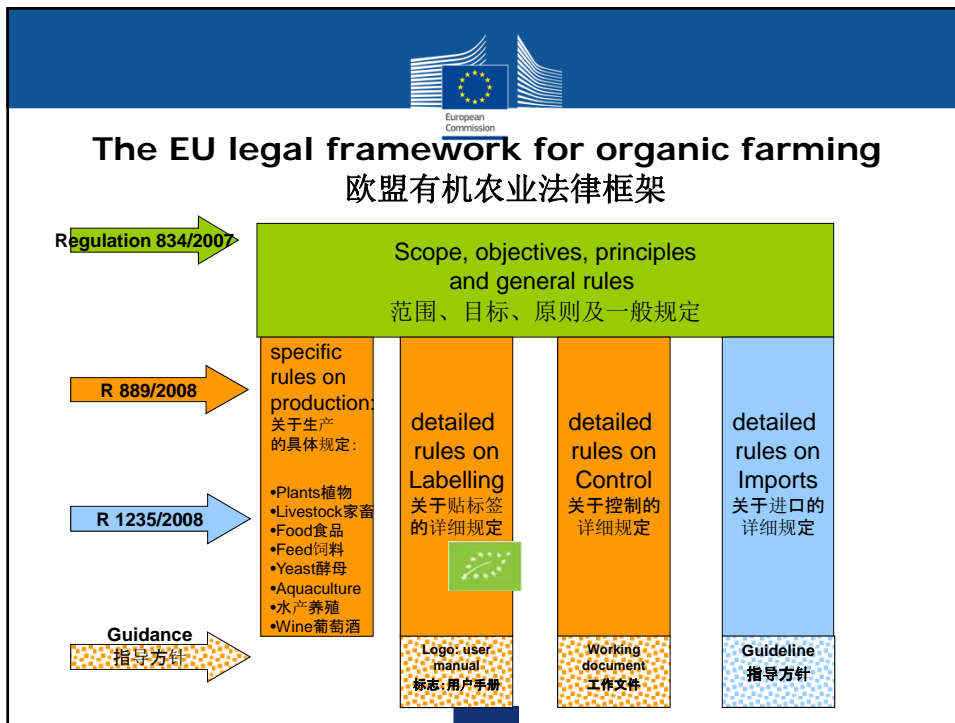 European
Commission
The EU legal framework for organic farming
欧盟有机农业法律框架
Regulation 834/2007
Scope, objectives, principles
and general rules
范围、目标、原则及一般规定
R 889/2008
R 1235/2008
specific
rules on
production:
关于生产
的具体规定:
•Plants植物
•Livestock家畜
•Food食品
•Feed饲料
•Yeast酵母
•Aquaculture
•水产养殖
•Wine葡萄酒
detailed
rules on
Labelling
关于贴标签
的详细规定
detailed
rules on
Control
关于控制的
详细规定
detailed
rules on
Imports
关于进口的
详细规定
Guidance
指导方针
Logo: user
manual
标志:用户手册
Working
document
工作文件
Guideline
指导方针